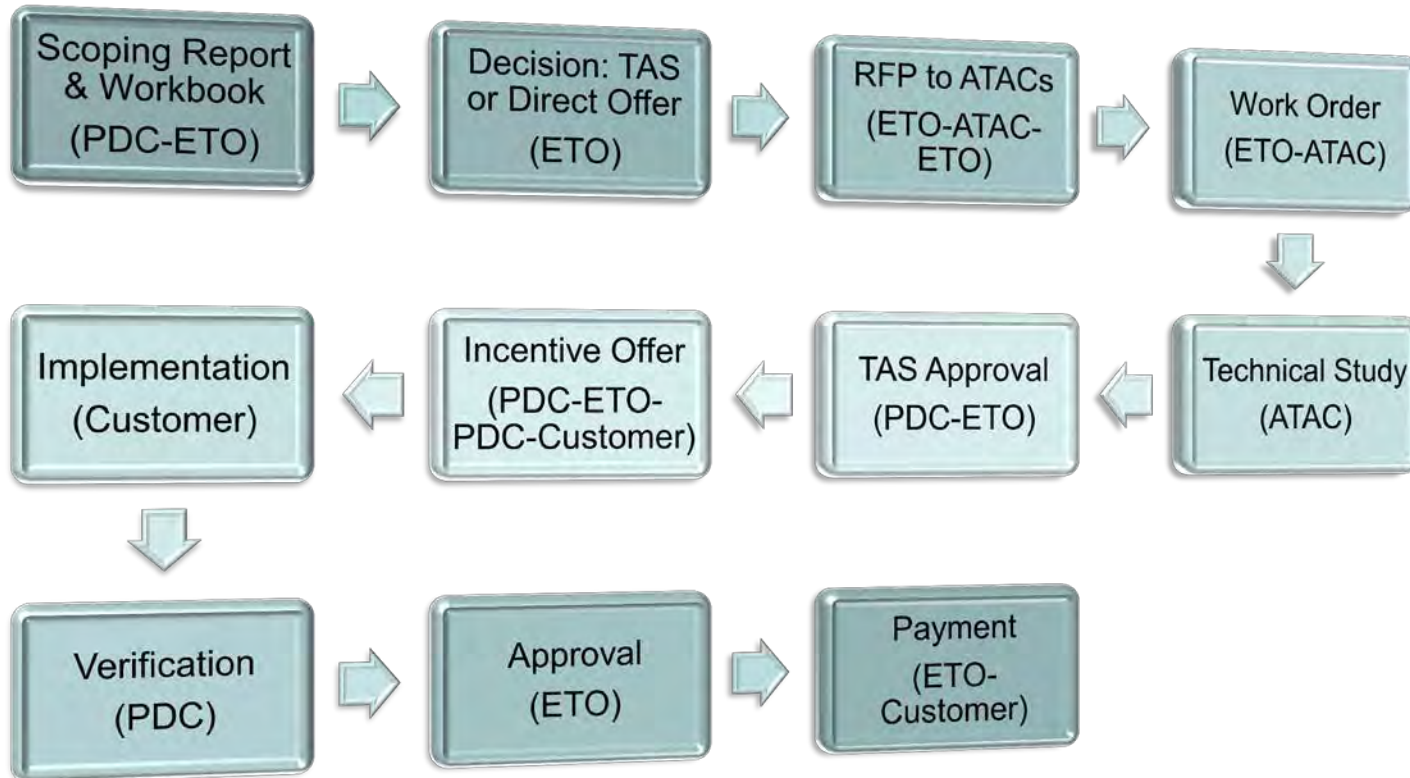 Scoping Report
& Workbook
(PDC-ETO)
Decision: TAS
or Direct Offer
(ETO)
RFP to ATACs
(ETO-ATAC-
ETO)
Work Order
(ETO-ATAC)
Implementation
(Customer)
Incentive Offer
(PDC-ETO-
PDC-Customer)
TAS Approval
(PDC-ETO)
Technical Study
(ATAC)
Verification
(PDC)
Approval
(ETO)
Payment
(ETO-
Customer)